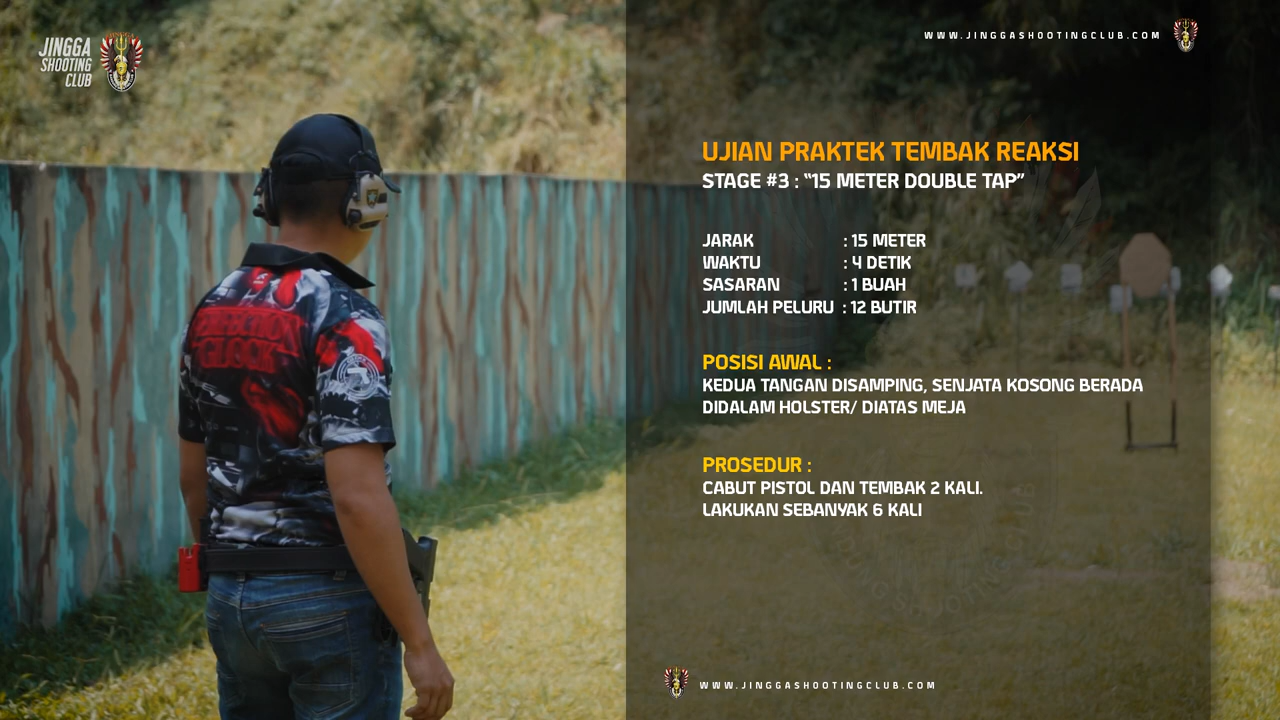 JINGGA
SHOOTING
CLUB
WWW.JINGGASHOOTINGCLUB.COM
UJIAN PRAKTEK TEMBAK REAKSI
STAGE #3 : “15 METER DOUBLE TAP”
JARAK : 15 METER
WAKTU : 4 DETIK
SASARAN : 1 BUAH
JUMLAH PELURU : 12 BUTIR
POSISI AWAL :
KEDUA TANGAN DISAMPING, SENJATA KOSONG BERADA
DIDALAM HOLSTER/ DIATAS MEJA
PROSEDUR :
CABUT PISTOL DAN TEMBAK 2 KALI.
LAKUKAN SEBANYAK 6 KALI
WWW.JINGGASHOOTINGCLUB.COM